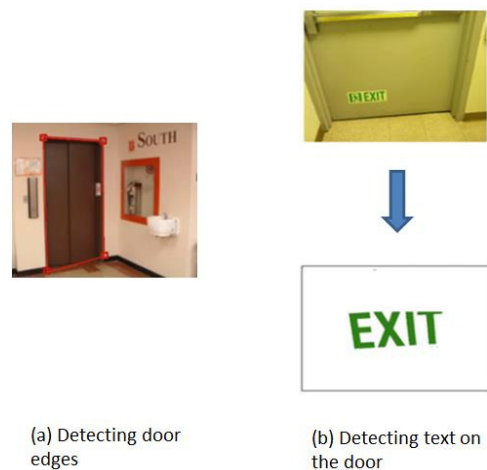 SOUTH
EXIT
EXIT
(a) Detecting door
edges
(b) Detecting text on
the door